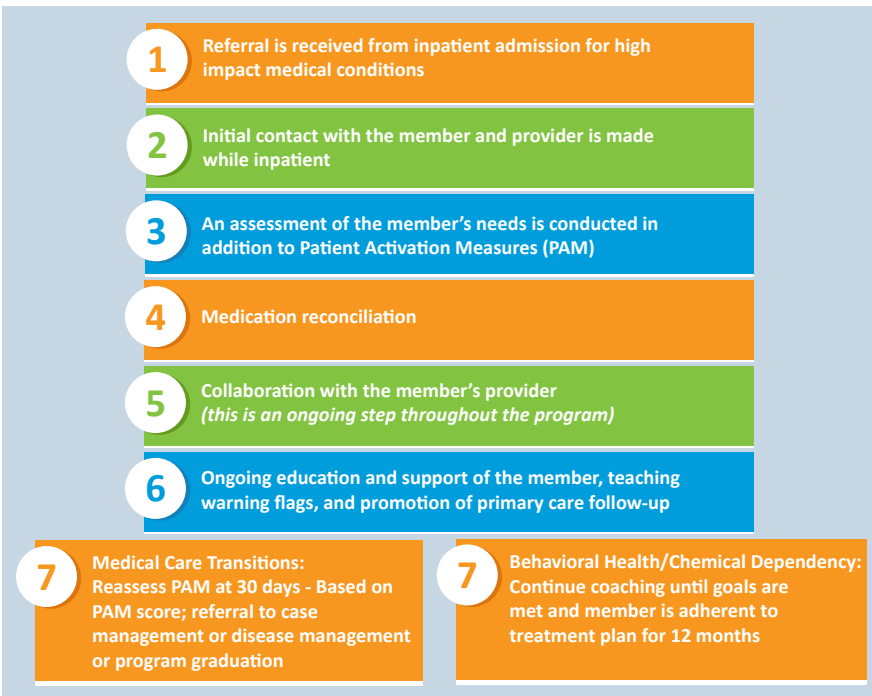 1
Referral is received from inpatient admission for high
impact medical conditions
2
Initial contact with the member and provider is made
while inpatient
3
An assessment of the member’s needs is conducted in
addition to Patient Activation Measures (PAM)
4
Medication reconciliation
5
Collaboration with the member’s provider
(this is an ongoing step throughout the program)
6
Ongoing education and support of the member, teaching
warning flags, and promotion of primary care follow-up
7
Medical Care Transitions:
Reassess PAM at 30 days - Based on
PAM score; referral to case
management or disease management
or program graduation
7
Behavioral Health/Chemical Dependency:
Continue coaching until goals are
met and member is adherent to
treatment plan for 12 months